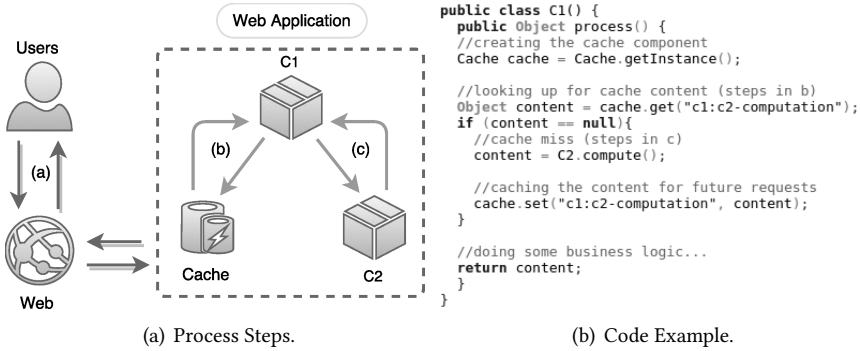 Web Application
Users
C1
(a)
(b)
(c)
Cache
C2
Web
(a) Process Steps.
public class C1() {
public Object process() {
//creating the cache component
Cache cache = Cache.getInstance();
//looking up for cache content (steps in b)
Object content = cache.get("c1:c2-computation");
if (content == null){
//cache miss (steps in c)
content = C2.compute();
//caching the content for future requests
cache.set("c1:c2-computation", content);
}
//doing some business logic...
return content;
}
}
(b) Code Example.